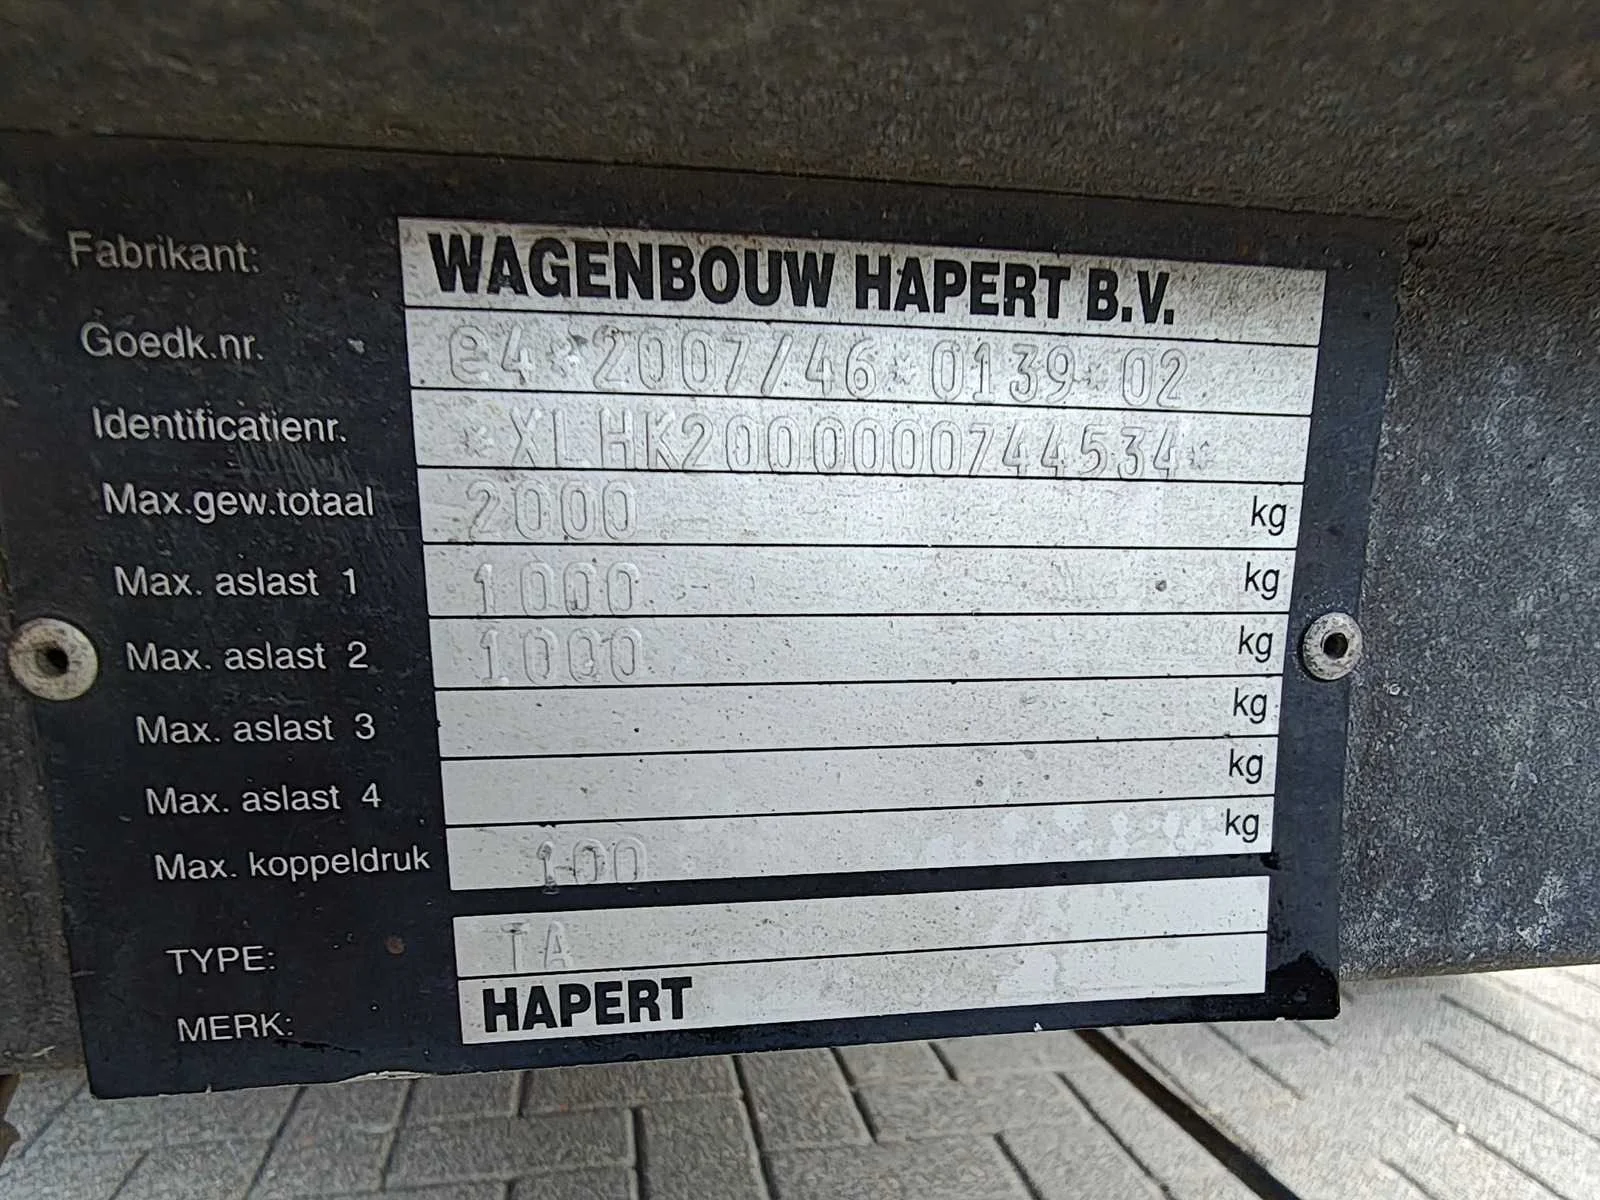 Fabrikant: WAGENBOUW HAPERT B.V.
Goedk.nr. e4*2007/46*0139*02
Identificatienr. *XLHK2000000744534*
Max.gew.totaal 2000 kg
Max. aslast 1 1000 kg
Max. aslast 2 1000 kg
Max. aslast 3 kg
Max. aslast 4 kg
Max. koppeldruk 100 kg
TYPE: TA
MERK: HAPERT